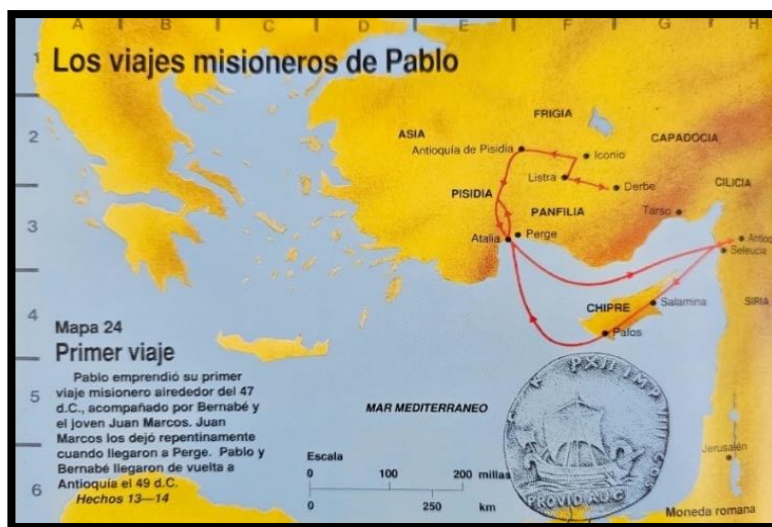 A B C D E F G H
Los viajes misioneros de Pablo
1
2
3
4
5
6
FRIGIA
ASIA
CAPADOCIA
Antioquía de Pisidia
Iconio
Listra
Derbe
CILICIA
PISIDIA
PANFILIA
Tarso
Atalia
Perge
Seleucia
CHIPRE
Salamina
SIRIA
Pafos
Mapa 24
Primer viaje
Pablo emprendió su primer
viaje misionero alrededor del 47
d.C., acompañado por Bernabé y
el joven Juan Marcos. Juan
Marcos los dejó repentinamente
cuando llegaron a Perge. Pablo y
Bernabé llegaron de vuelta a
Antioquía el 49 d.C.
Hechos 13—14
MAR MEDITERRANEO
Jerusalén
Escala
0 100 200 millas
0 250 km
PROVID AUG
Moneda romana